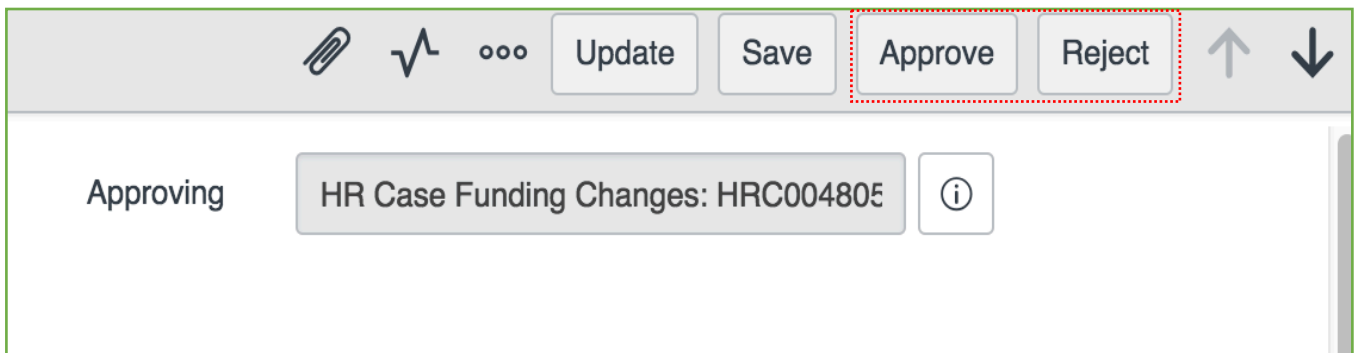 Update Save Approve Reject
Approving HR Case Funding Changes: HRC004805